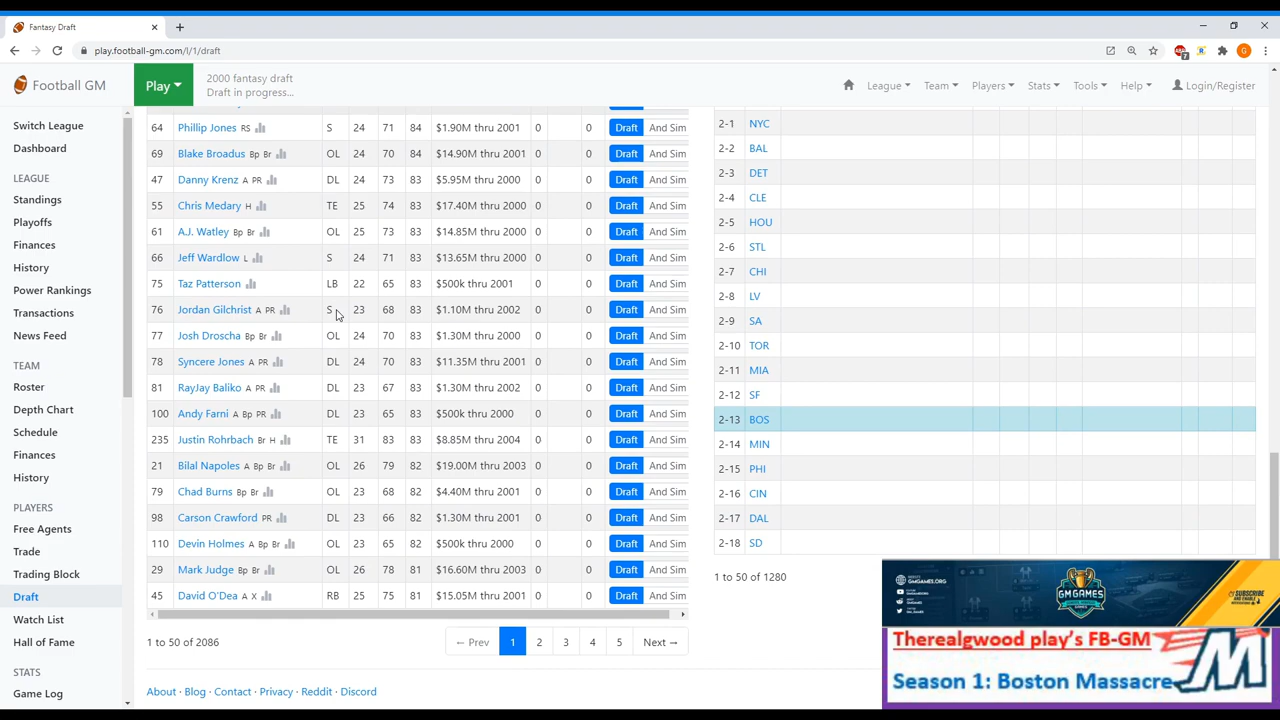 Fantasy Draft
play.football-gm.com/l/1/draft
7
G
Football GM
Play
2000 fantasy draft
Draft in progress...
League
Team
Players
Stats
Tools
Help
Login/Register
Switch League
Dashboard
LEAGUE
Standings
Playoffs
Finances
History
Power Rankings
Transactions
News Feed
TEAM
Roster
Depth Chart
Schedule
Finances
History
PLAYERS
Free Agents
Trade
Trading Block
Draft
Watch List
Hall of Fame
STATS
Game Log
64 Phillip Jones RS S 24 71 84 $1.90M thru 2001 0 0 Draft And Sim
69 Blake Broadus Bp Br OL 24 70 84 $14.90M thru 2001 0 0 Draft And Sim
47 Danny Krenz A PR DL 24 73 83 $5.95M thru 2000 0 0 Draft And Sim
55 Chris Medary H TE 25 74 83 $17.40M thru 2000 0 0 Draft And Sim
61 A.J. Watley Bp Br OL 25 73 83 $14.85M thru 2000 0 0 Draft And Sim
66 Jeff Wardlow L S 24 71 83 $13.65M thru 2000 0 0 Draft And Sim
75 Taz Patterson LB 22 65 83 $500k thru 2001 0 0 Draft And Sim
76 Jordan Gilchrist A PR S 23 68 83 $1.10M thru 2002 0 0 Draft And Sim
77 Josh Droscha Bp Br OL 24 70 83 $1.30M thru 2000 0 0 Draft And Sim
78 Syncere Jones A PR DL 24 70 83 $11.35M thru 2001 0 0 Draft And Sim
81 RayJay Baliko A PR DL 23 67 83 $1.30M thru 2002 0 0 Draft And Sim
100 Andy Farni A Bp PR DL 23 65 83 $500k thru 2000 0 0 Draft And Sim
235 Justin Rohrbach Br H TE 31 83 83 $8.85M thru 2004 0 0 Draft And Sim
21 Bilal Napoles A Bp Br OL 26 79 82 $19.00M thru 2003 0 0 Draft And Sim
79 Chad Burns Bp Br OL 23 68 82 $4.40M thru 2001 0 0 Draft And Sim
98 Carson Crawford PR DL 23 66 82 $1.30M thru 2001 0 0 Draft And Sim
110 Devin Holmes A Bp Br OL 23 65 82 $500k thru 2000 0 0 Draft And Sim
29 Mark Judge Bp Br OL 26 78 81 $16.60M thru 2003 0 0 Draft And Sim
45 David O'Dea A X RB 25 75 81 $15.05M thru 2001 0 0 Draft And Sim
1 to 50 of 2086
← Prev 1 2 3 4 5 Next →
About · Blog · Contact · Privacy · Reddit · Discord
2-1 NYC
2-2 BAL
2-3 DET
2-4 CLE
2-5 HOU
2-6 STL
2-7 CHI
2-8 LV
2-9 SA
2-10 TOR
2-11 MIA
2-12 SF
2-13 BOS
2-14 MIN
2-15 PHI
2-16 CIN
2-17 DAL
2-18 SD
1 to 50 of 1280
GM GAMES
Therealgwood play's FB-GM
Season 1: Boston Massacre
M